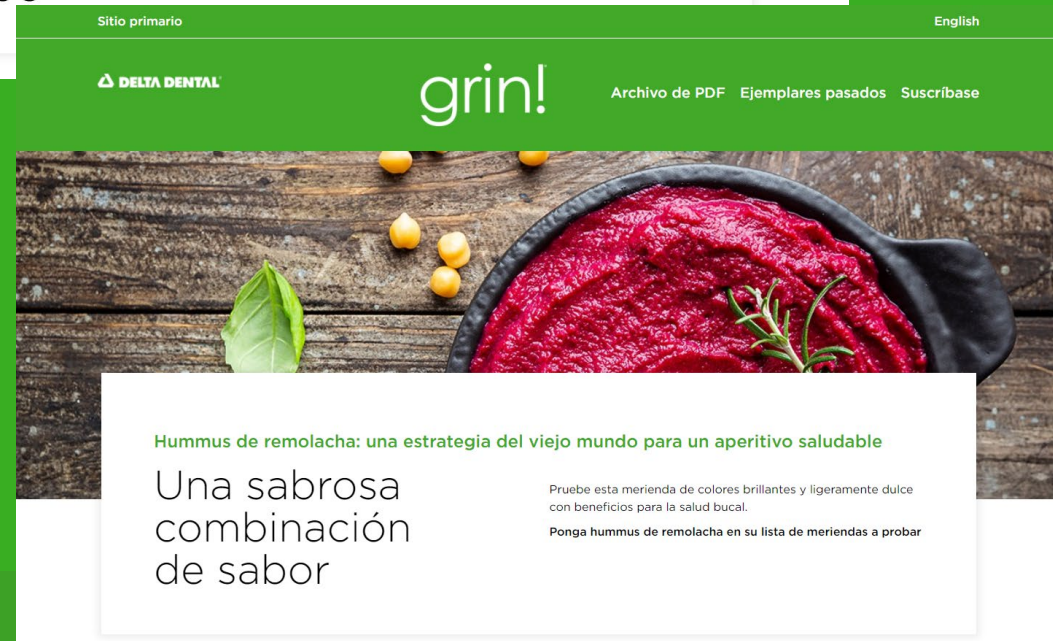 Sitio primario English
DELTA DENTAL
grin!
Archivo de PDF Ejemplares pasados Suscríbase
Hummus de remolacha: una estrategia del viejo mundo para un aperitivo saludable
Una sabrosa
combinación
de sabor
Pruebe esta merienda de colores brillantes y ligeramente dulce
con beneficios para la salud bucal.
Ponga hummus de remolacha en su lista de meriendas a probar